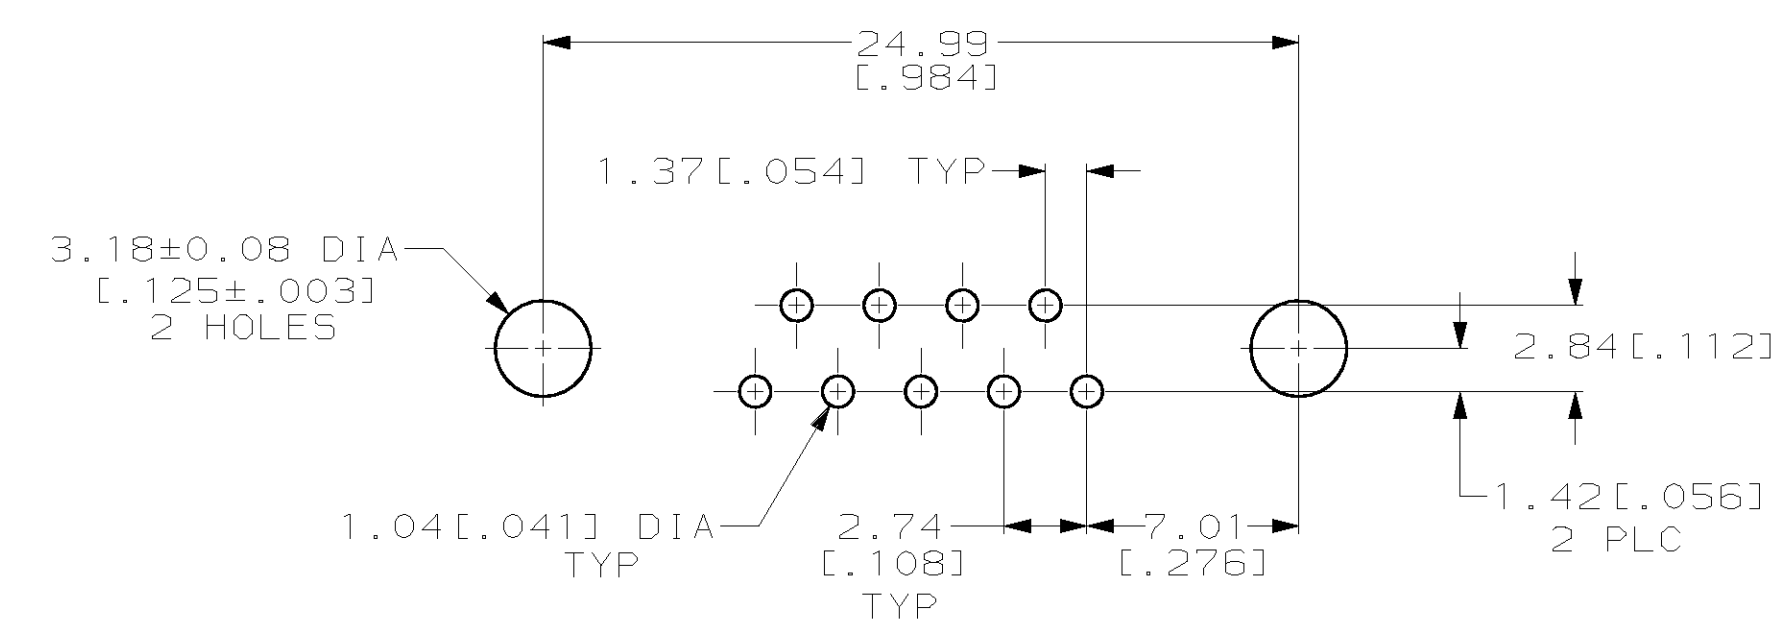 24.99
[.984]
1.37[.054] TYP
3.18±0.08 DIA
[.125±.003]
2 HOLES
2.84[.112]
1.42[.056]
2 PLC
1.04[.041] DIA
TYP
2.74
[.108]
TYP
7.01
[.276]